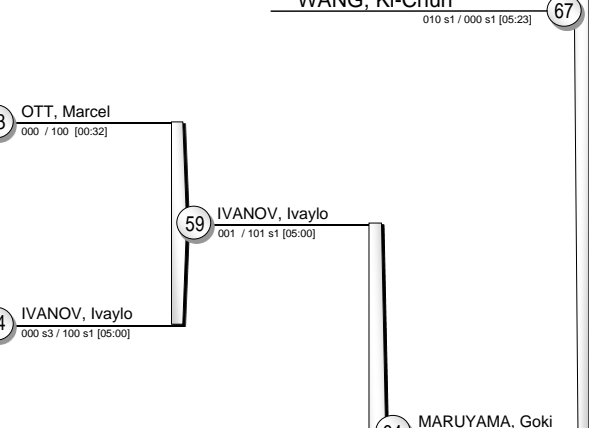 WANG, Ki-Chun
010 s1 / 000 s1 [05:23]
67
OTT, Marcel
000 / 100 [00:32]
59
IVANOV, Ivaylo
001 / 101 s1 [05:00]
IVANOV, Ivaylo
000 s3 / 100 s1 [05:00]
MARUYAMA, Goki